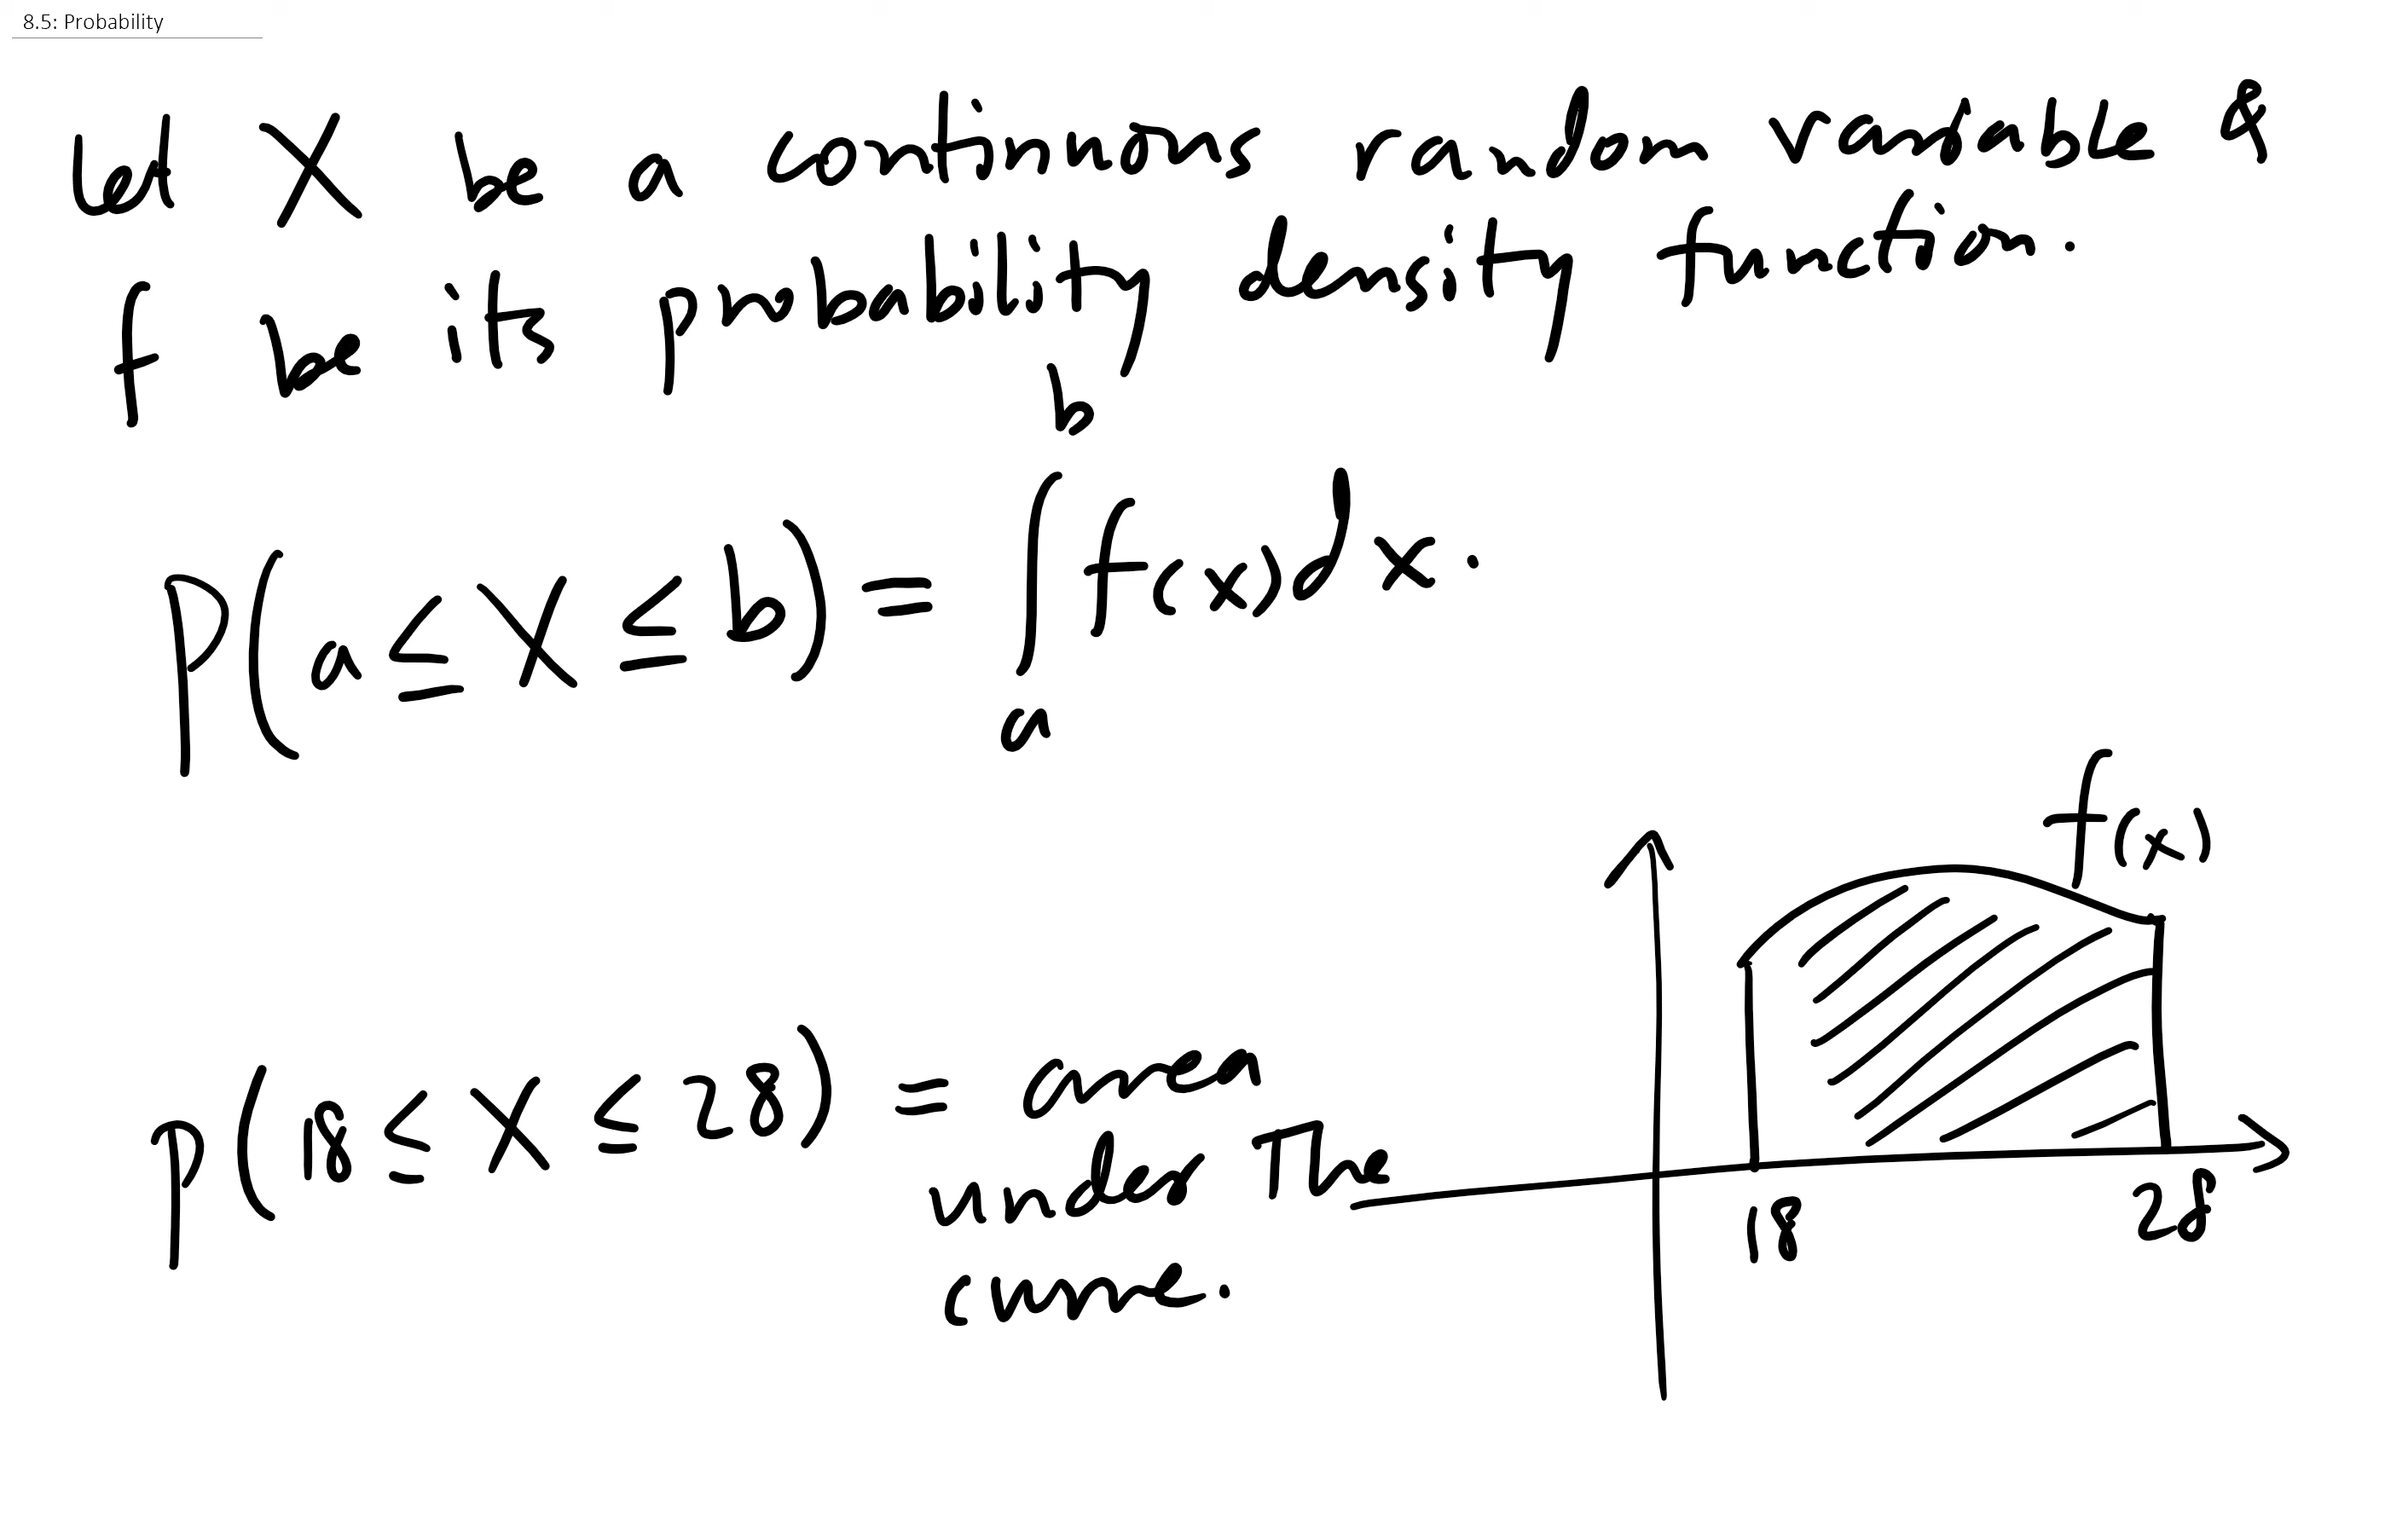 8.5: Probability
Let X be a continuous random variable &
f be its probability density function.
P(a ≤ X ≤ b) = ∫_a^b f(x)dx.
f(x)
P(18 ≤ X ≤ 28) = area
under The
curve.
18
28